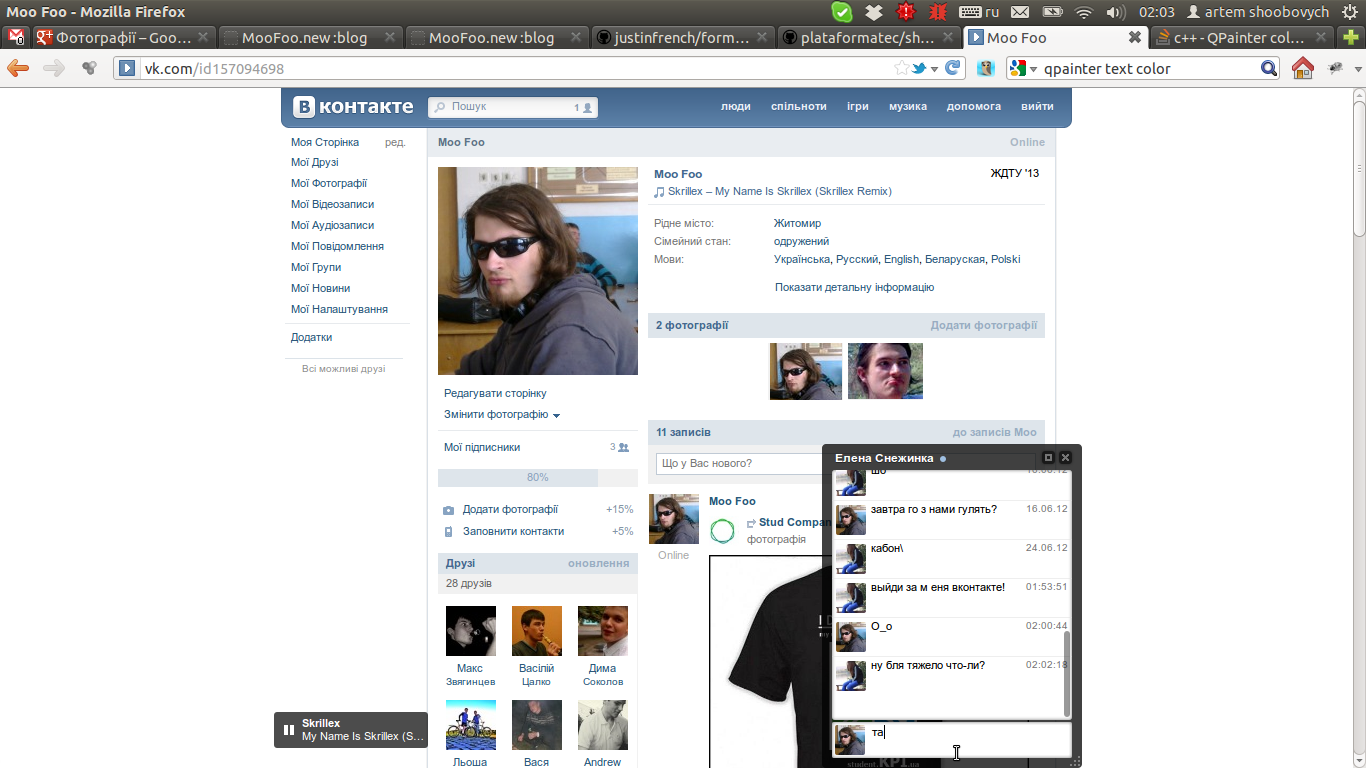 Moo Foo - Mozilla Firefox
ru
02:03
artem shoobovych
Фотографії – Goo...
MooFoo.new :blog
MooFoo.new :blog
justinfrench/form...
plataformatec/sh...
Moo Foo
c++ - QPainter col...
vk.com/id157094698
qpainter text color
В контакте
Пошук
1
люди
спільноти
ігри
музика
допомога
вийти
Моя Сторінка
ред.
Мої Друзі
Мої Фотографії
Мої Відеозаписи
Мої Аудіозаписи
Мої Повідомлення
Мої Групи
Мої Новини
Мої Налаштування
Додатки
Всі можливі друзі
Moo Foo
Online
Moo Foo
ЖДТУ '13
Skrillex – My Name Is Skrillex (Skrillex Remix)
Рідне місто:
Житомир
Сімейний стан:
одружений
Мови:
Українська, Русский, English, Беларуская, Polski
Показати детальну інформацію
2 фотографії
Додати фотографії
Редагувати сторінку
Змінити фотографію
Мої підписники
3
80%
Додати фотографії
+15%
Заповнити контакти
+5%
Друзі
оновлення
28 друзів
Макс
Звягинцев
Василій
Цалко
Дима
Соколов
Льоша
Вася
Andrew
11 записів
до записів Moo
Що у Вас нового?
Moo Foo
Stud Compan
фотографія
Online
Елена Снежинка
шо
завтра го з нами гулять?
16.06.12
кабон\
24.06.12
выйди за м еня вконтакте!
01:53:51
О_о
02:00:44
ну бля тяжело что-ли?
02:02:18
та
student.KPI.ua
Skrillex
My Name Is Skrillex (S...